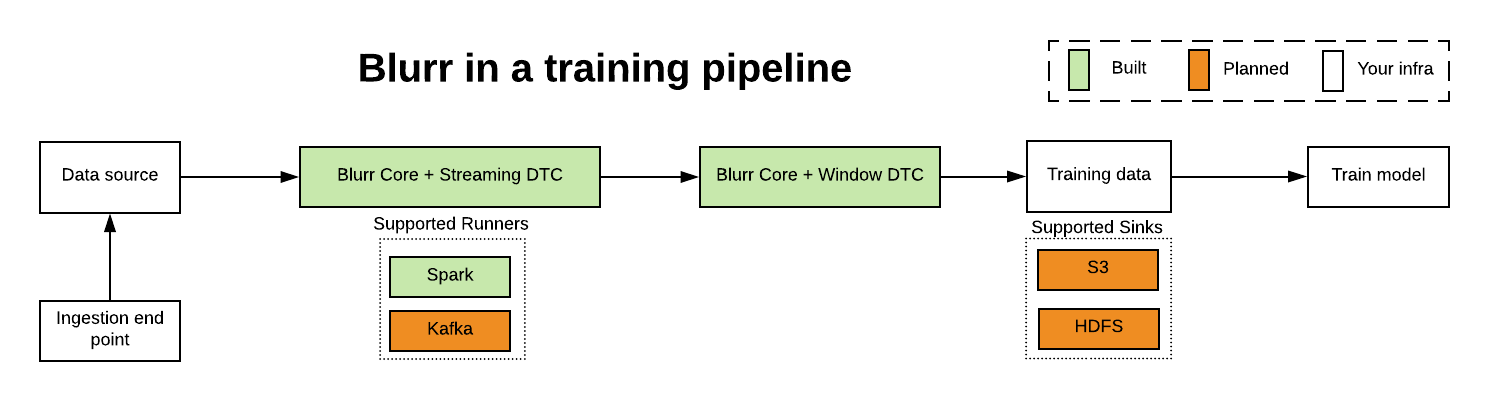 Blurr in a training pipeline
Built
Planned
Your infra
Data source
Blurr Core + Streaming DTC
Blurr Core + Window DTC
Training data
Train model
Supported Runners
Supported Sinks
Spark
S3
Ingestion end
point
Kafka
HDFS